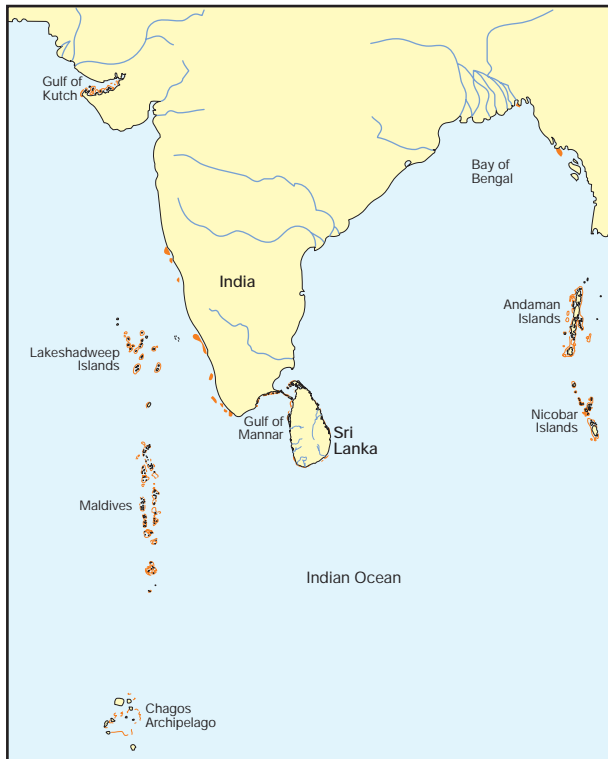 Gulf of
Kutch
Bay of
Bengal
India
Andaman
Islands
Lakeshadweep
Islands
Nicobar
Islands
Gulf of
Mannar
Sri
Lanka
Maldives
Indian Ocean
Chagos
Archipelago